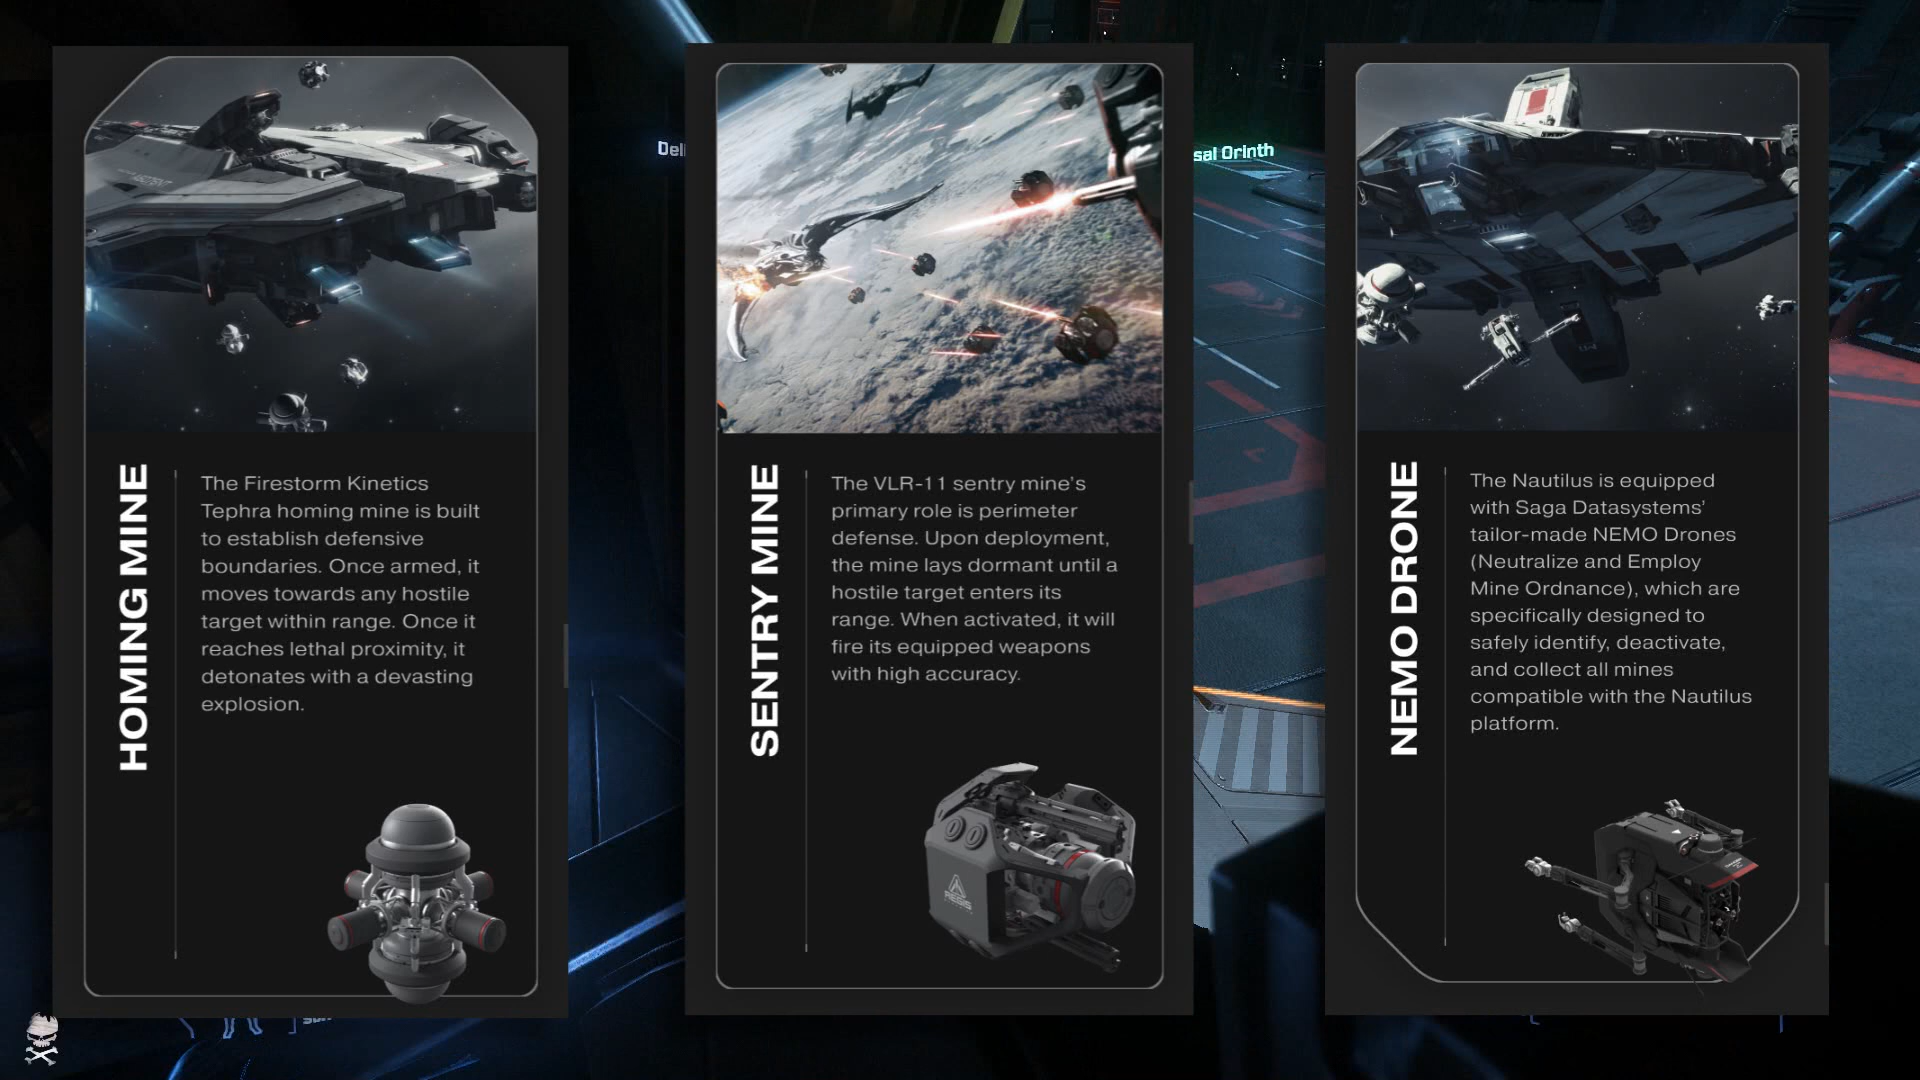 Dell
sal Orinth
HOMING MINE
The Firestorm Kinetics
Tephra homing mine is built
to establish defensive
boundaries. Once armed, it
moves towards any hostile
target within range. Once it
reaches lethal proximity, it
detonates with a devasting
explosion.
SENTRY MINE
The VLR-11 sentry mine’s
primary role is perimeter
defense. Upon deployment,
the mine lays dormant until a
hostile target enters its
range. When activated, it will
fire its equipped weapons
with high accuracy.
AEGIS
NEMO DRONE
The Nautilus is equipped
with Saga Datasystems’
tailor-made NEMO Drones
(Neutralize and Employ
Mine Ordnance), which are
specifically designed to
safely identify, deactivate,
and collect all mines
compatible with the Nautilus
platform.